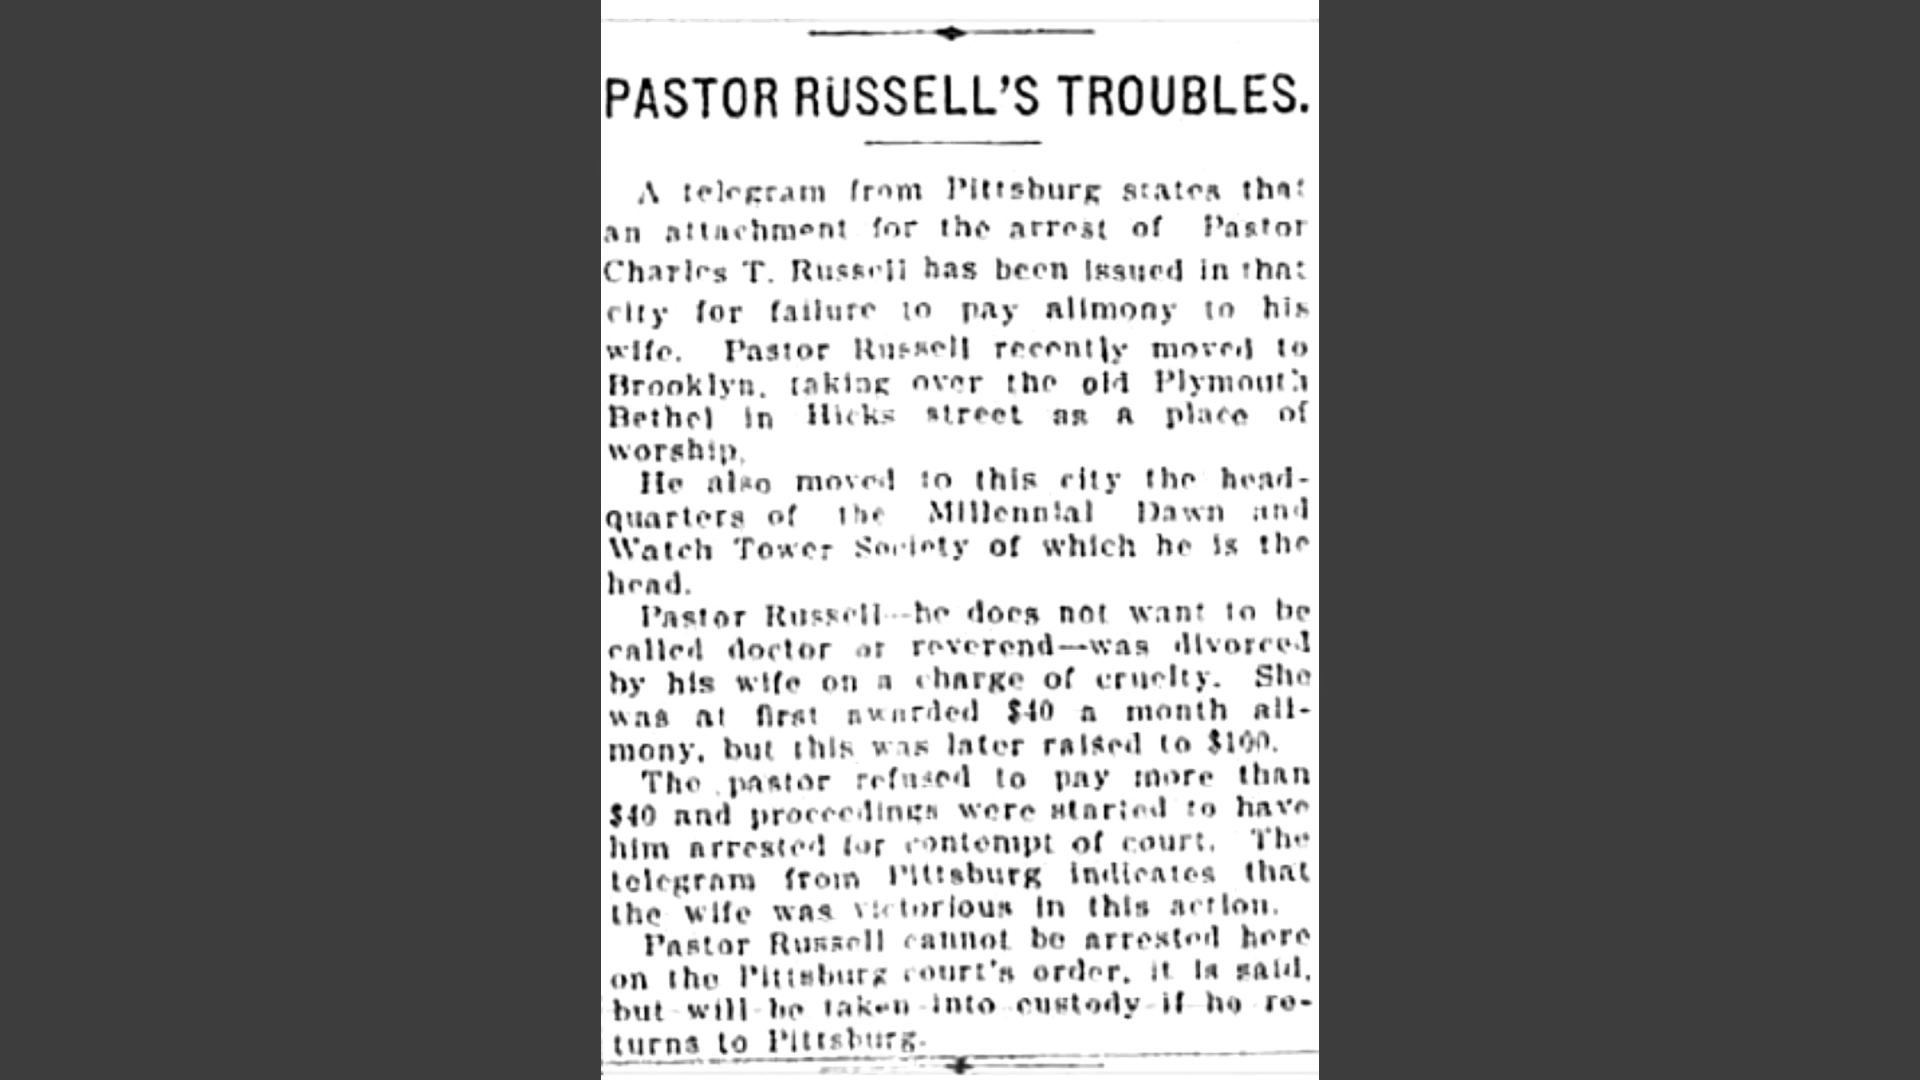 PASTOR RUSSELL'S TROUBLES.
A telegram from Pittsburg states that
an attachment for the arrest of Pastor
Charles T. Russell has been issued in that
city for failure to pay alimony to his
wife. Pastor Russell recently moved to
Brooklyn, taking over the old Plymouth
Bethel in Hicks street as a place of
worship.
He also moved to this city the head-
quarters of the Millennial Dawn and
Watch Tower Society of which he is the
head.
Pastor Russell—he does not want to be
called doctor or reverend—was divorced
by his wife on a charge of cruelty. She
was at first awarded $40 a month ali-
mony, but this was later raised to $100.
The pastor refused to pay more than
$40 and proceedings were started to have
him arrested for contempt of court. The
telegram from Pittsburg indicates that
the wife was victorious in this action.
Pastor Russell cannot be arrested here
on the Pittsburg court's order, it is said,
but will be taken into custody if he re-
turns to Pittsburg.